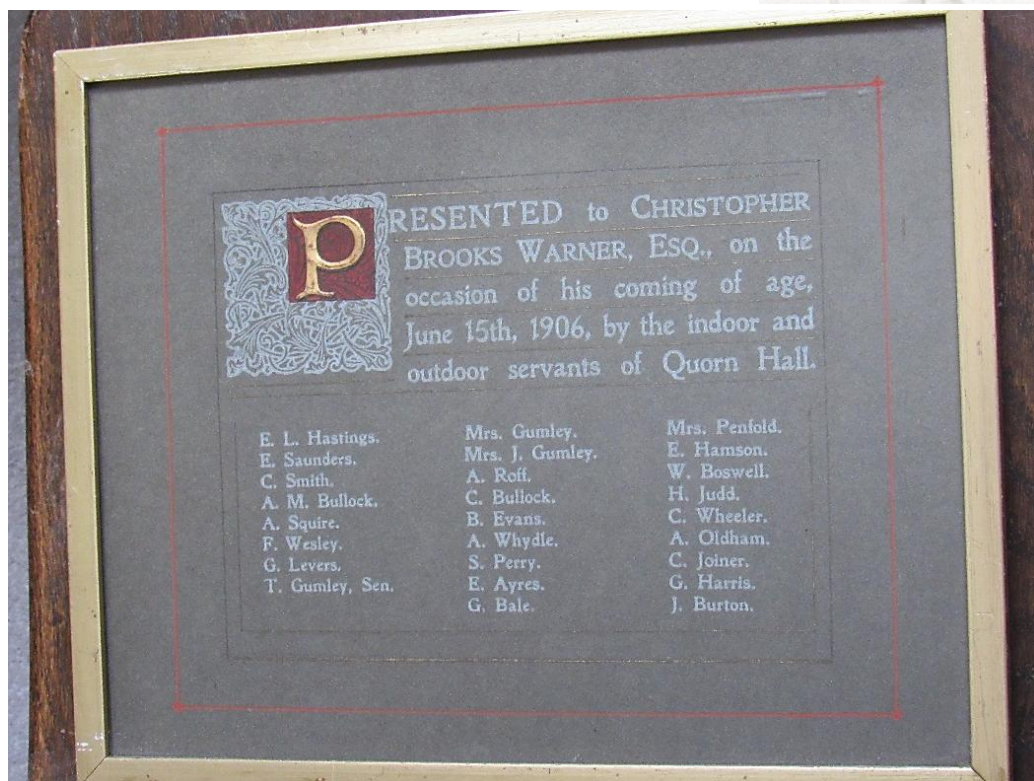 PRESENTED to CHRISTOPHER
BROOKS WARNER, ESQ., on the
occasion of his coming of age,
June 15th, 1906, by the indoor and
outdoor servants of Quorn Hall.
E. L. Hastings.
E. Saunders.
C. Smith.
A. M. Bullock.
A. Squire.
F. Wesley.
G. Levers.
T. Gumley, Sen.
Mrs. Gumley.
Mrs. J. Gumley.
A. Roff.
C. Bullock.
B. Evans.
A. Whydle.
S. Perry.
E. Ayres.
G. Bale.
Mrs. Penfold.
E. Hamson.
W. Boswell.
H. Judd.
C. Wheeler.
A. Oldham.
C. Joiner.
G. Harris.
J. Burton.